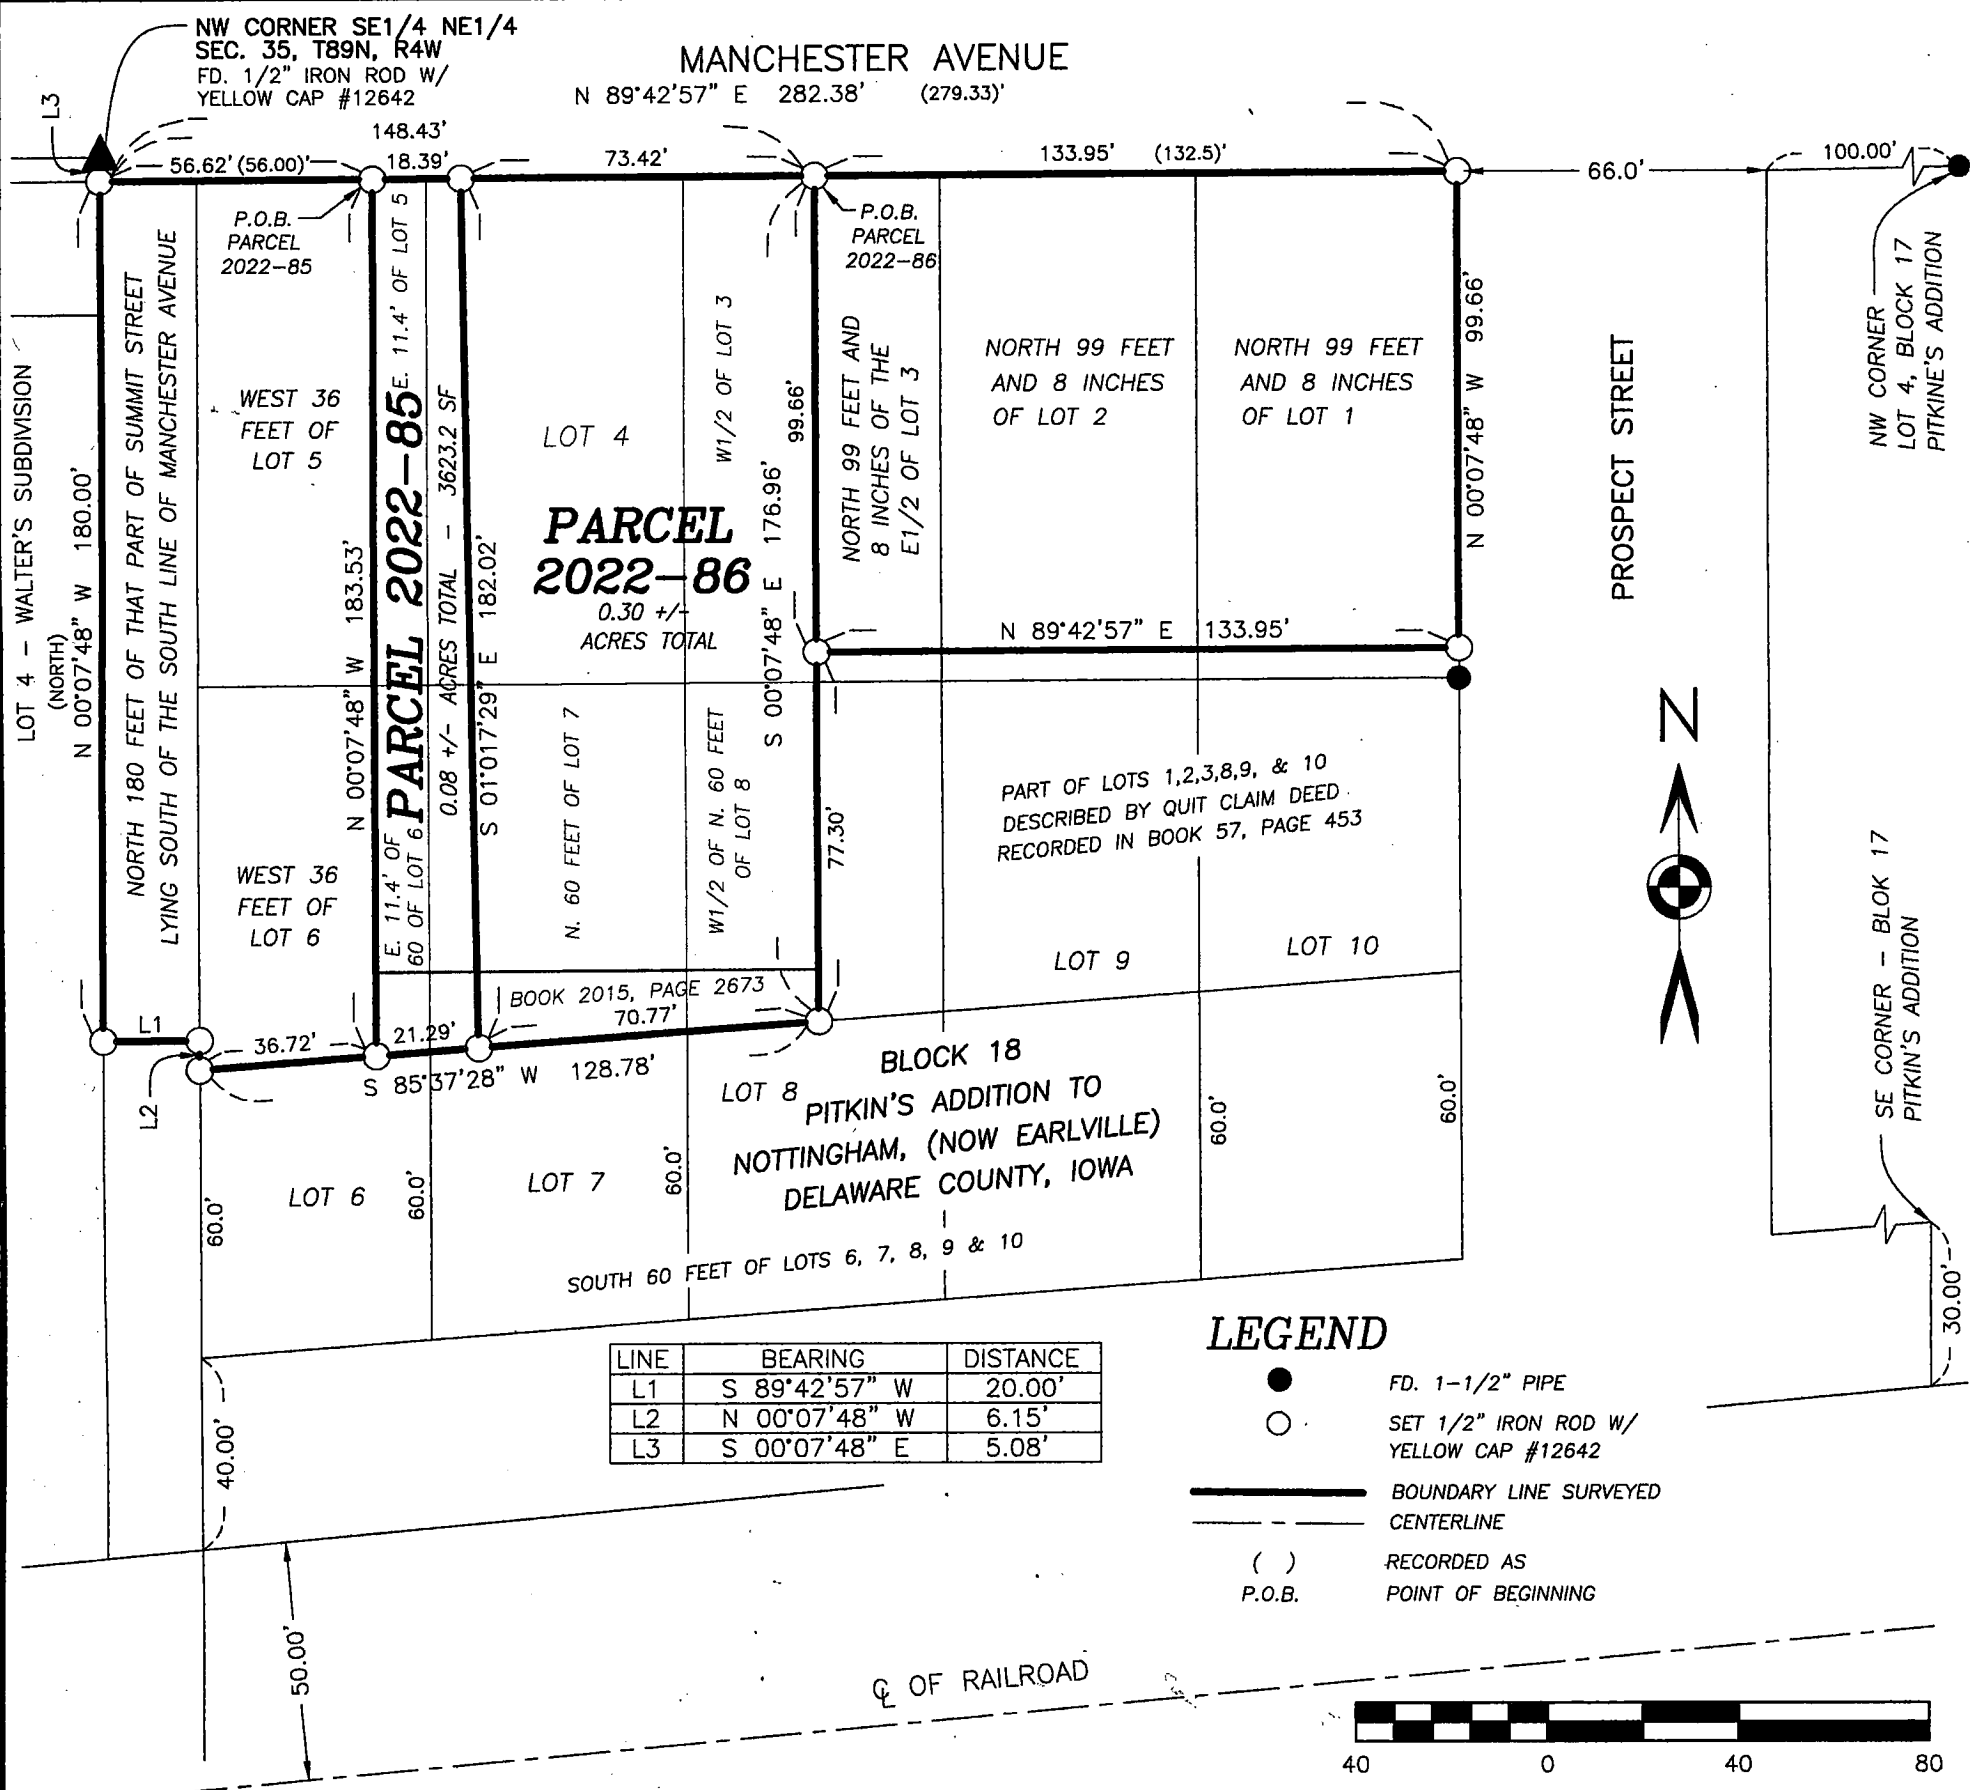 NW CORNER SE1/4 NE1/4
SEC. 35, T89N, R4W
FD. 1/2" IRON ROD W/
YELLOW CAP #12642
MANCHESTER AVENUE
N 89°42'57" E 282.38' (279.33)'
L3
148.43'
56.62' (56.00)'
18.39'
73.42'
133.95' (132.5)'
66.0'
100.00'
P.O.B.
PARCEL
2022-85
P.O.B.
PARCEL
2022-86
NW CORNER
LOT 4, BLOCK 17
PITKINE'S ADDITION
LOT 4 - WALTER'S SUBDIVISION
(NORTH)
N 00°07'48" W 180.00'
NORTH 180 FEET OF THAT PART OF SUMMIT STREET
LYING SOUTH OF THE SOUTH LINE OF MANCHESTER AVENUE
WEST 36
FEET OF
LOT 5
N 00°07'48" W 183.53'
E. 11.4' OF LOT 5
PARCEL 2022-85
0.08 +/- ACRES TOTAL - 3623.2 SF
S 01°017'29" E 182.02'
LOT 4
W1/2 OF LOT 3
PARCEL
2022-86
0.30 +/-
ACRES TOTAL
99.66'
S 00°07'48" E 176.96'
NORTH 99 FEET AND
8 INCHES OF THE
E1/2 OF LOT 3
NORTH 99 FEET
AND 8 INCHES
OF LOT 2
NORTH 99 FEET
AND 8 INCHES
OF LOT 1
N 00°07'48" W 99.66'
PROSPECT STREET
N 89°42'57" E 133.95'
N
WEST 36
FEET OF
LOT 6
E. 11.4' OF
60 OF LOT 6
N. 60 FEET OF LOT 7
W1/2 OF N. 60 FEET
OF LOT 8
77.30'
PART OF LOTS 1,2,3,8,9, & 10
DESCRIBED BY QUIT CLAIM DEED
RECORDED IN BOOK 57, PAGE 453
LOT 9
LOT 10
SE CORNER - BLOK 17
PITKIN'S ADDITION
BOOK 2015, PAGE 2673
L1
L2
36.72'
21.29'
70.77'
S 85°37'28" W 128.78'
LOT 8
BLOCK 18
PITKIN'S ADDITION TO
NOTTINGHAM, (NOW EARLVILLE)
DELAWARE COUNTY, IOWA
60.0'
LOT 6
60.0'
LOT 7
60.0'
60.0'
60.0'
SOUTH 60 FEET OF LOTS 6, 7, 8, 9 & 10
30.00'
40.00'
50.00'
LINE BEARING DISTANCE
L1 S 89°42'57" W 20.00'
L2 N 00°07'48" W 6.15'
L3 S 00°07'48" E 5.08'
LEGEND
FD. 1-1/2" PIPE
SET 1/2" IRON ROD W/
YELLOW CAP #12642
BOUNDARY LINE SURVEYED
CENTERLINE
( ) RECORDED AS
P.O.B. POINT OF BEGINNING
℄ OF RAILROAD
40 0 40 80